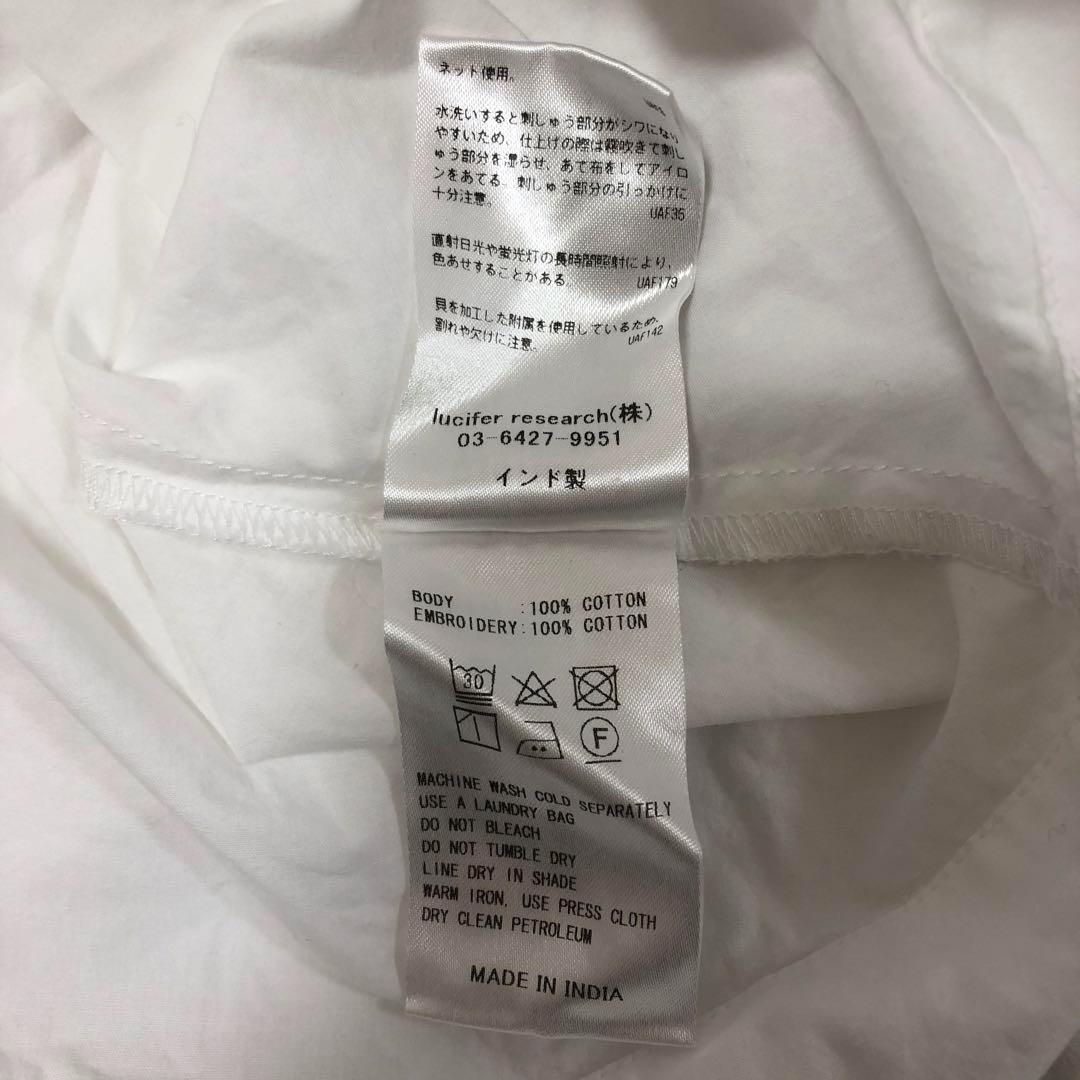 ネット使用。
水洗いすると刺しゅう部分がシワになり
やすいため、仕上げの際は霧吹きで刺し
ゅう部分を湿らせ、あて布をしてアイロ
ンをあてる。刺しゅう部分の引っかけに
十分注意。
UAF35
直射日光や蛍光灯の長時間照射により、
色あせすることがある。
UAF179
貝を加工した附属を使用しているため、
割れや欠けに注意。
UAF142
lucifer research(株)
03-6427-9951
インド製
BODY :100% COTTON
EMBROIDERY:100% COTTON
30
F
MACHINE WASH COLD SEPARATELY
USE A LAUNDRY BAG
DO NOT BLEACH
DO NOT TUMBLE DRY
LINE DRY IN SHADE
WARM IRON, USE PRESS CLOTH
DRY CLEAN PETROLEUM
MADE IN INDIA